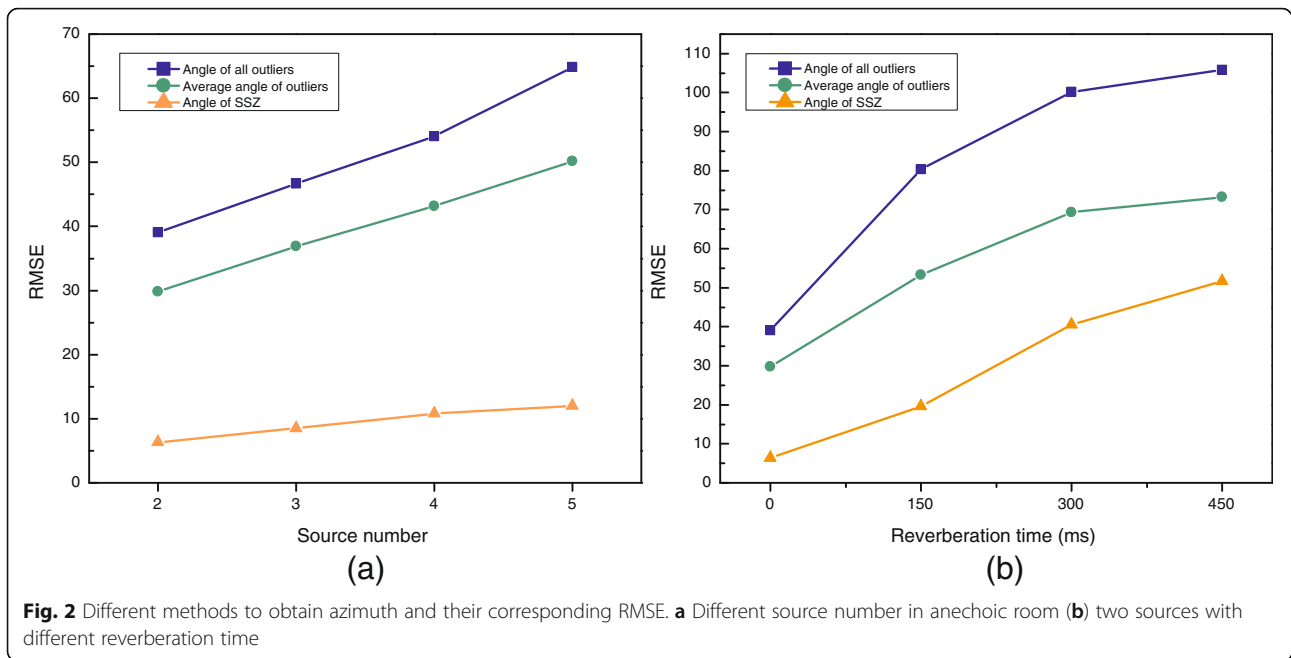 70
60
50
40
30
20
10
0
RMSE
Angle of all outliers
Average angle of outliers
Angle of SSZ
2 3 4 5
Source number
(a)
110
100
90
80
70
60
50
40
30
20
10
0
RMSE
Angle of all outliers
Average angle of outliers
Angle of SSZ
0 150 300 450
Reverberation time (ms)
(b)
Fig. 2 Different methods to obtain azimuth and their corresponding RMSE. a Different source number in anechoic room (b) two sources with
different reverberation time